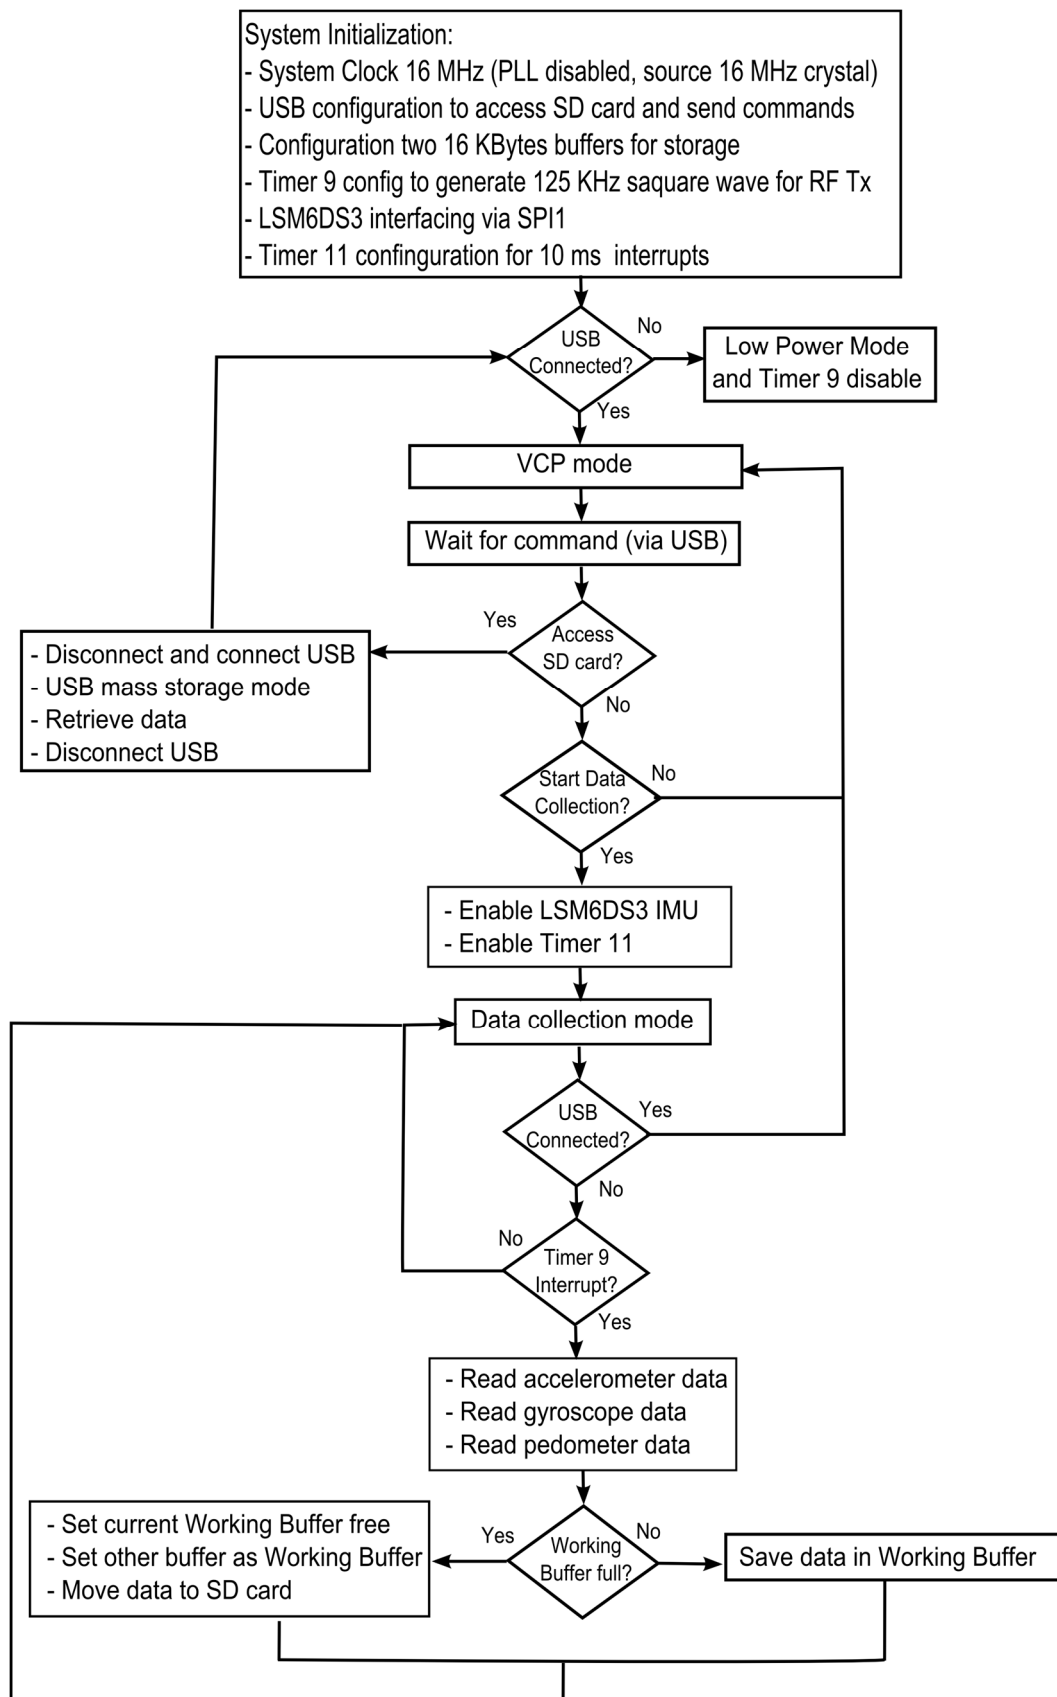 System Initialization:
- System Clock 16 MHz (PLL disabled, source 16 MHz crystal)
- USB configuration to access SD card and send commands
- Configuration two 16 KBytes buffers for storage
- Timer 9 config to generate 125 KHz saquare wave for RF Tx
- LSM6DS3 interfacing via SPI1
- Timer 11 confinguration for 10 ms interrupts
USB
Connected?
No
Low Power Mode
and Timer 9 disable
Yes
VCP mode
Wait for command (via USB)
Access
SD card?
Yes
- Disconnect and connect USB
- USB mass storage mode
- Retrieve data
- Disconnect USB
No
Start Data
Collection?
No
Yes
- Enable LSM6DS3 IMU
- Enable Timer 11
Data collection mode
USB
Connected?
Yes
No
Timer 9
Interrupt?
No
Yes
- Read accelerometer data
- Read gyroscope data
- Read pedometer data
Working
Buffer full?
Yes
- Set current Working Buffer free
- Set other buffer as Working Buffer
- Move data to SD card
No
Save data in Working Buffer